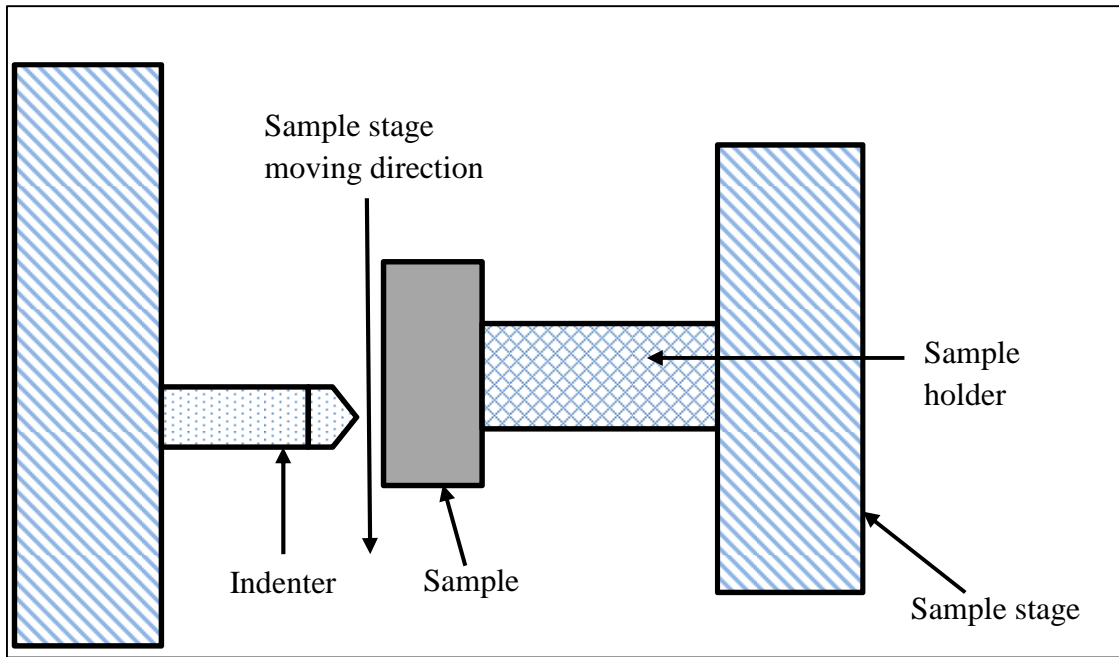 Sample stage
moving direction
Sample
holder
Indenter
Sample
Sample stage